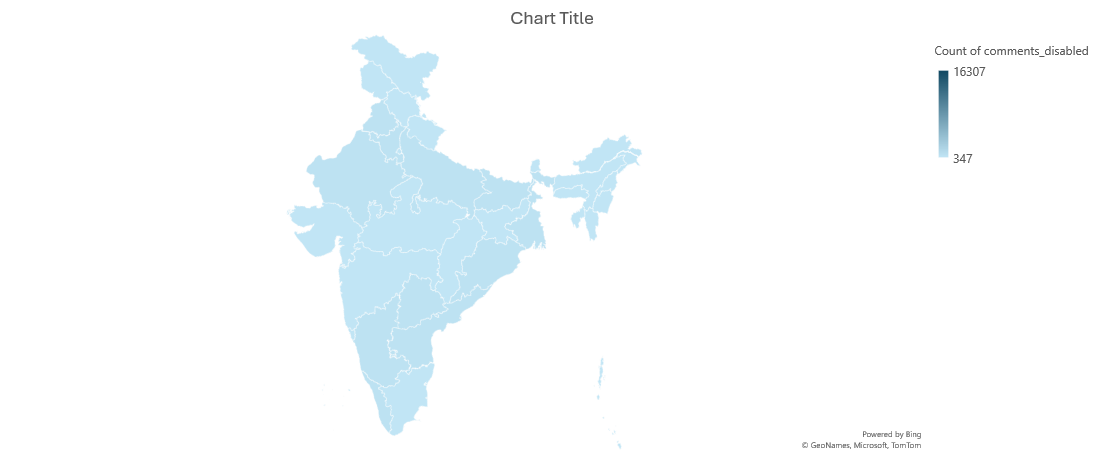 Chart Title
Count of comments_disabled
16307
347
Powered by Bing
© GeoNames, Microsoft, TomTom